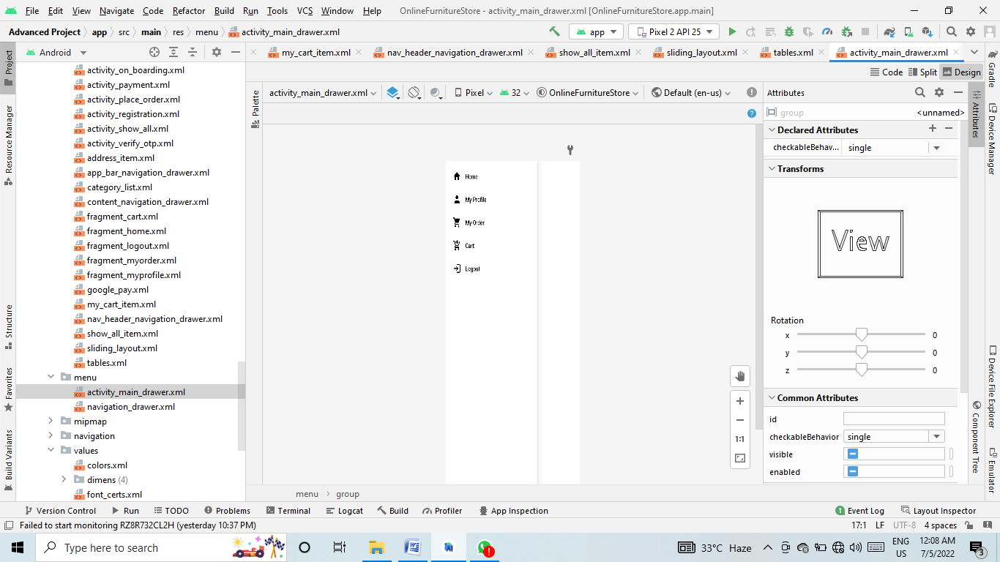 File Edit View Navigate Code Refactor Build Run Tools VCS Window Help OnlineFurnitureStore - activity_main_drawer.xml [OnlineFurnitureStore.app.main]
Advanced Project app src main res menu activity_main_drawer.xml app Pixel 2 API 25
Android my_cart_item.xml nav_header_navigation_drawer.xml show_all_item.xml sliding_layout.xml tables.xml activity_main_drawer.xml
Code Split Design
activity_main_drawer.xml Pixel 32 OnlineFurnitureStore Default (en-us) Attributes
group <unnamed>
Declared Attributes
checkableBehav... single
Transforms
View
Rotation
x 0
y 0
z 0
Common Attributes
id
checkableBehavior single
visible
enabled
activity_on_boarding.xml
activity_payment.xml
activity_place_order.xml
activity_registration.xml
activity_show_all.xml
activity_verify_otp.xml
address_item.xml
app_bar_navigation_drawer.xml
category_list.xml
content_navigation_drawer.xml
fragment_cart.xml
fragment_home.xml
fragment_logout.xml
fragment_myorder.xml
fragment_myprofile.xml
google_pay.xml
my_cart_item.xml
nav_header_navigation_drawer.xml
show_all_item.xml
sliding_layout.xml
tables.xml
menu
activity_main_drawer.xml
navigation_drawer.xml
mipmap
navigation
values
colors.xml
dimens (4)
font_certs.xml
Home
My Profile
My Order
Cart
Logout
1:1
Project
Resource Manager
Structure
Favorites
Build Variants
Palette
Attributes
Component Tree
Gradle
Device Manager
Device File Explorer
Emulator
menu group
Version Control Run TODO Problems Terminal Logcat Build Profiler App Inspection 1 Event Log Layout Inspector
Failed to start monitoring RZ8R732CL2H (yesterday 10:37 PM) 17:1 LF UTF-8 4 spaces
Type here to search 33°C Haze ENG 12:08 AM
US 7/5/2022 3